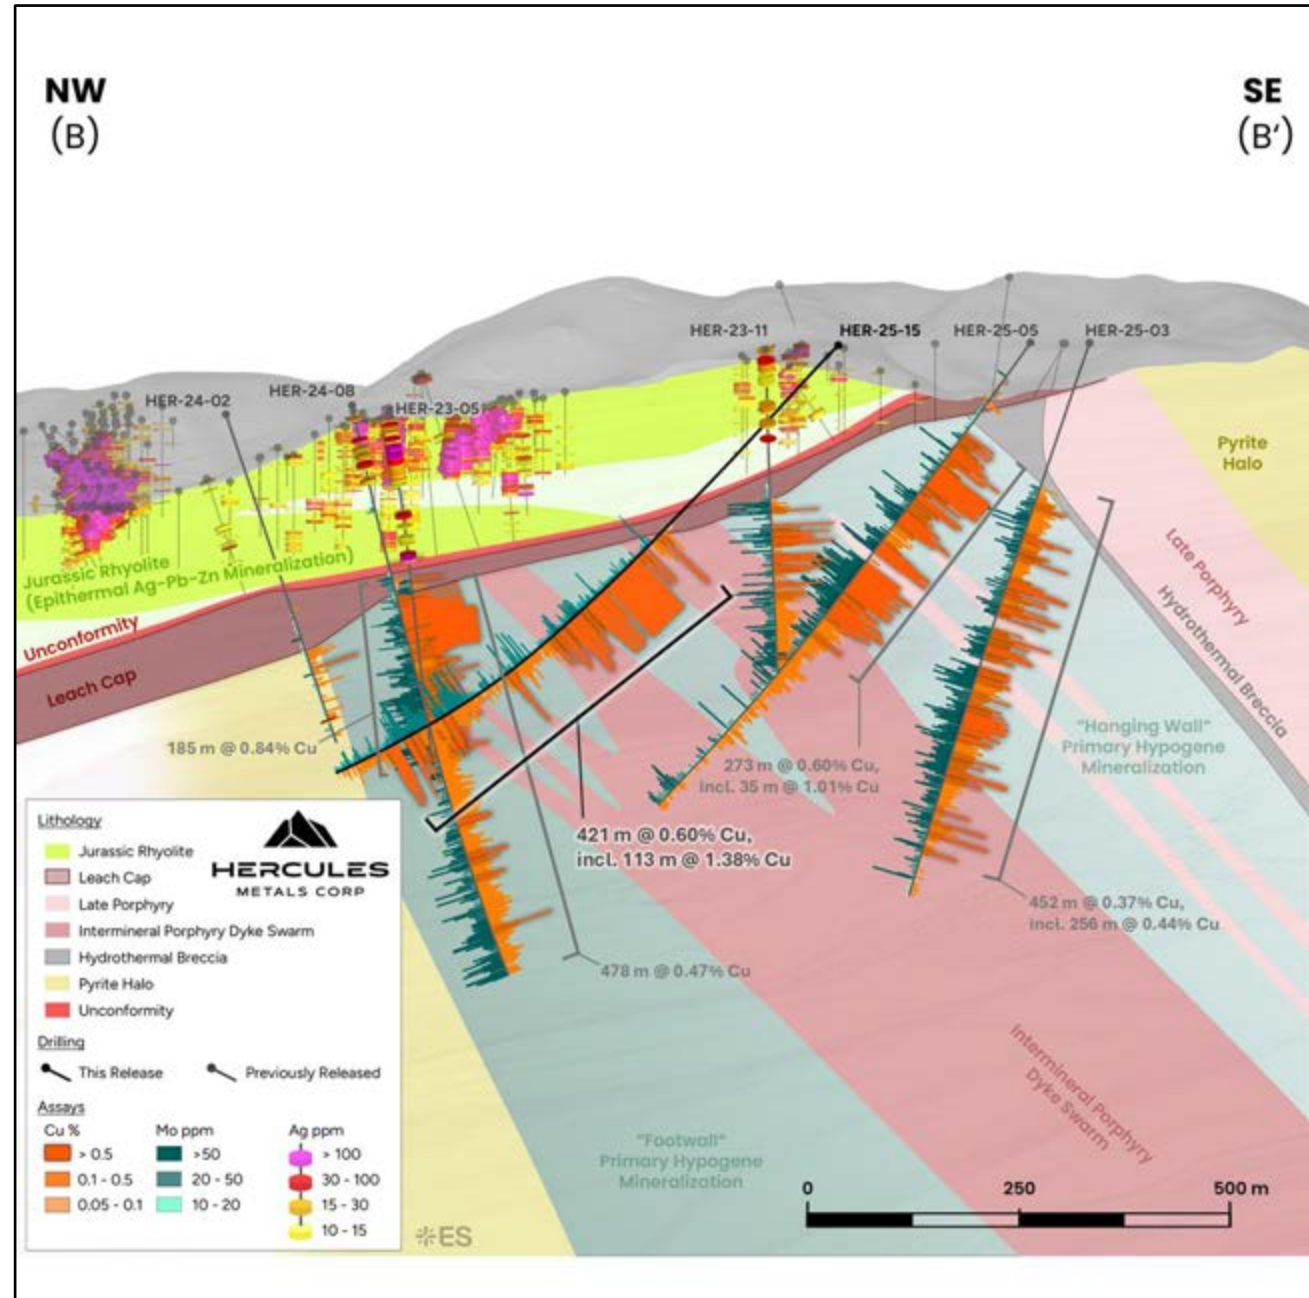 NW
(B)
SE
(B')
HER-23-11
HER-25-15
HER-25-05
HER-25-03
HER-24-02
HER-24-08
HER-23-05
Pyrite
Halo
Late Porphyry
Hydrothermal Breccia
Jurassic Rhyolite
(Epithermal Ag-Pb-Zn Mineralization)
Unconformity
Leach Cap
185 m @ 0.84% Cu
"Hanging Wall"
Primary Hypogene
Mineralization
273 m @ 0.60% Cu,
incl. 35 m @ 1.01% Cu
421 m @ 0.60% Cu,
incl. 113 m @ 1.38% Cu
452 m @ 0.37% Cu,
incl. 256 m @ 0.44% Cu
478 m @ 0.47% Cu
Intermineral Porphyry
Dyke Swarm
"Footwall"
Primary Hypogene
Mineralization
0 250 500 m
Lithology
Jurassic Rhyolite
Leach Cap
Late Porphyry
Intermineral Porphyry Dyke Swarm
Hydrothermal Breccia
Pyrite Halo
Unconformity
HERCULES
METALS CORP
Drilling
This Release Previously Released
Assays
Cu % Mo ppm Ag ppm
> 0.5 >50 > 100
0.1 - 0.5 20 - 50 30 - 100
0.05 - 0.1 10 - 20 15 - 30
10 - 15
ES